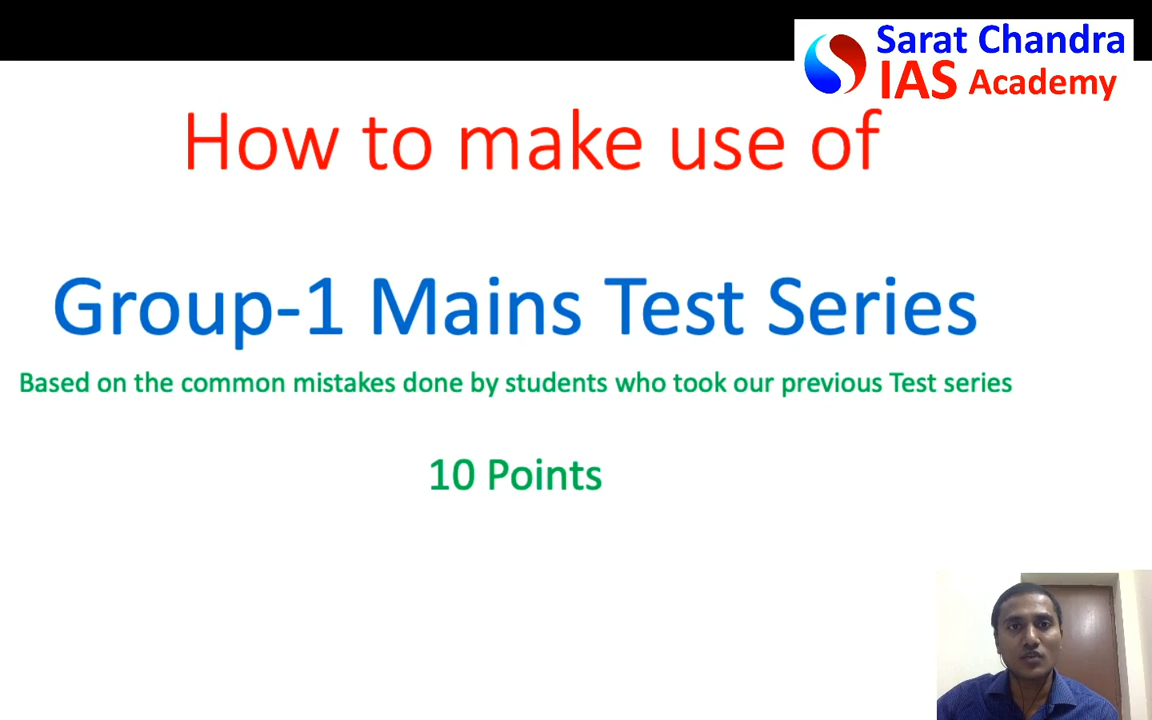 Sarat Chandra
IAS Academy
How to make use of
Group-1 Mains Test Series
Based on the common mistakes done by students who took our previous Test series
10 Points